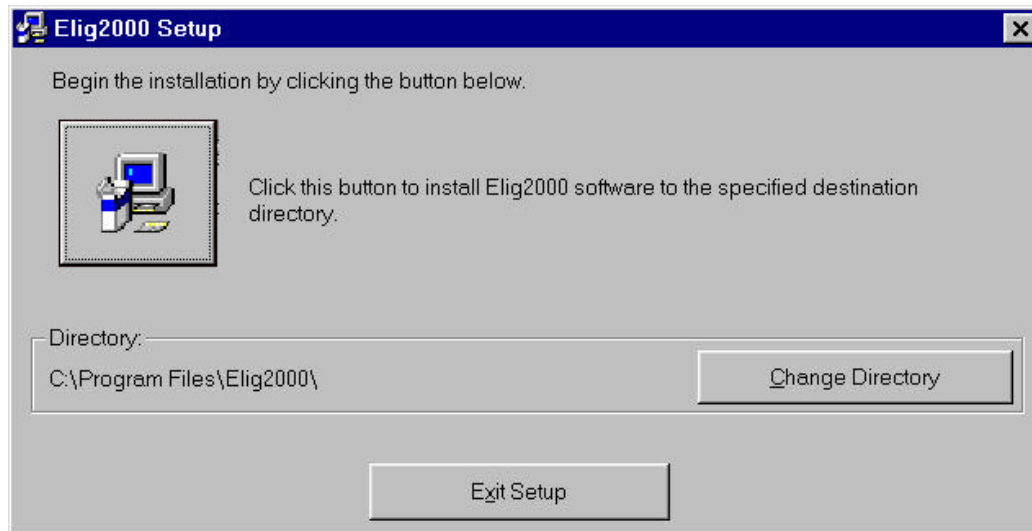 Elig2000 Setup
Begin the installation by clicking the button below.
Click this button to install Elig2000 software to the specified destination
directory.
Directory:
C:\Program Files\Elig2000\
Change Directory
Exit Setup